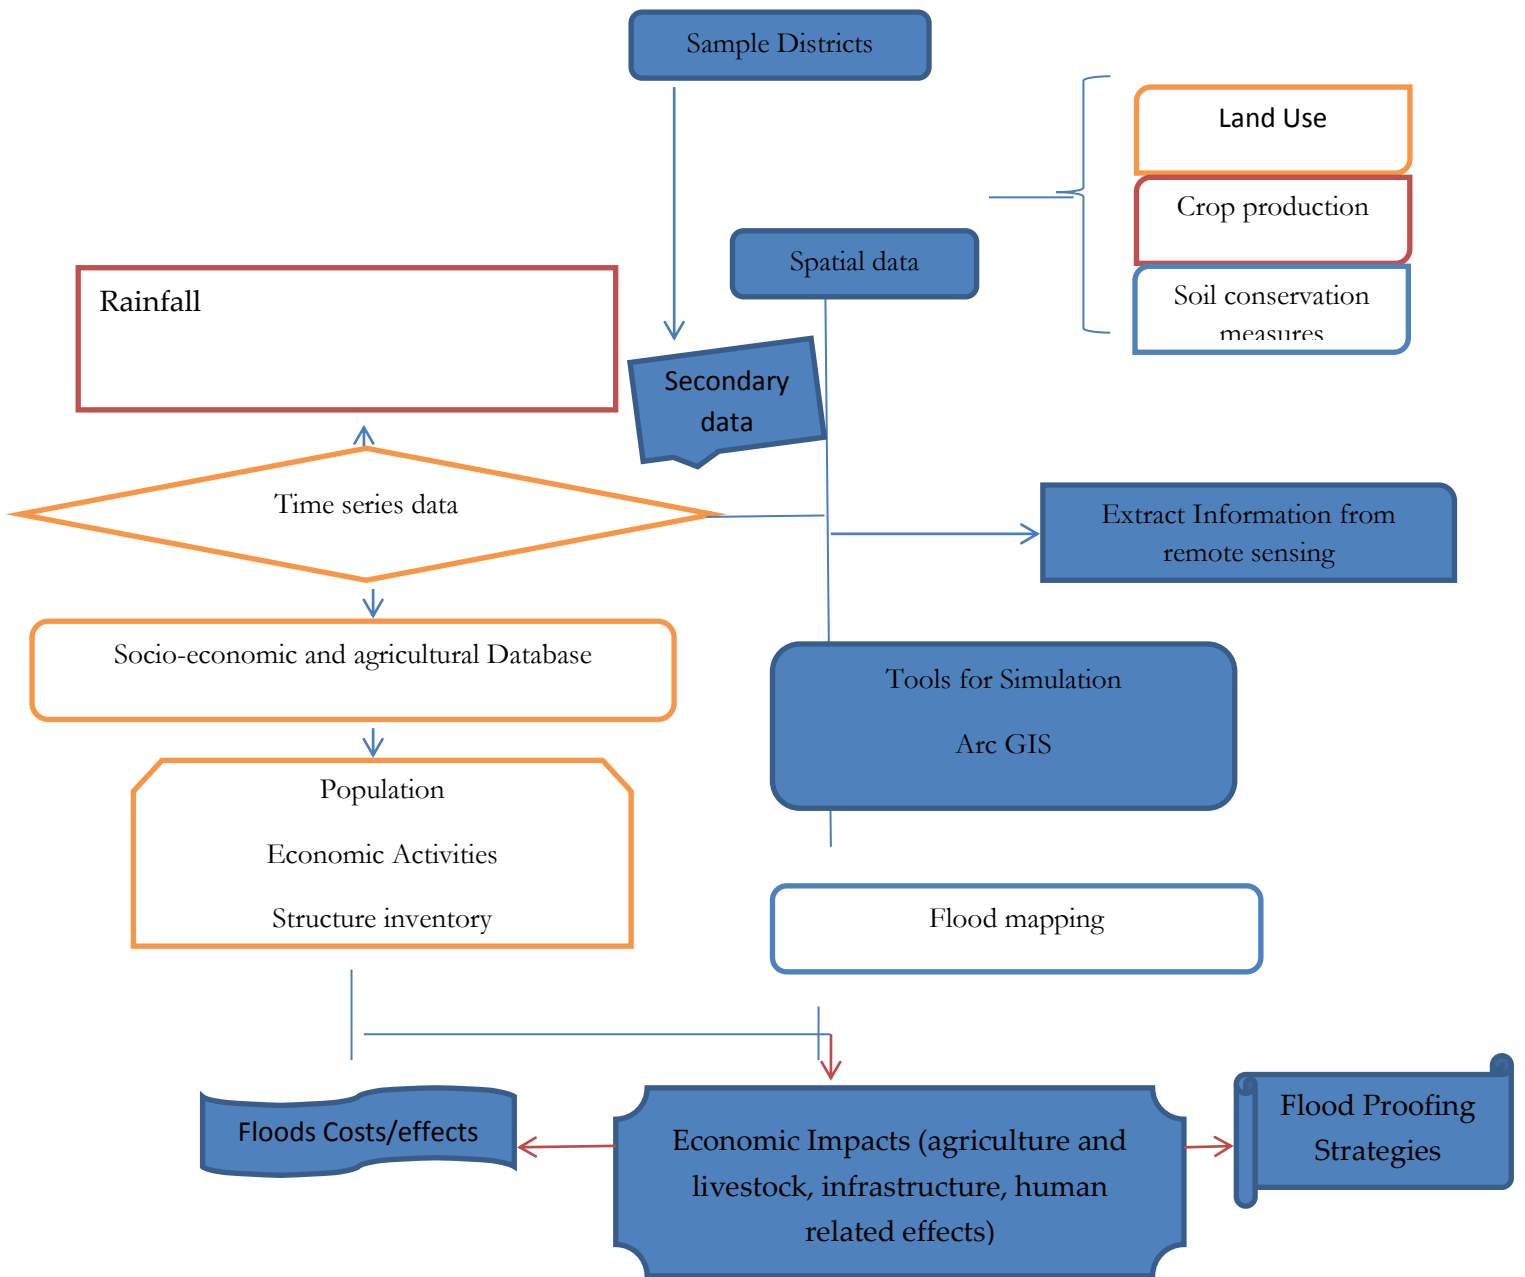 Sample Districts
Land Use
Crop production
Soil conservation
measures
Spatial data
Rainfall
Secondary
data
Time series data
Extract Information from
remote sensing
Socio-economic and agricultural Database
Tools for Simulation
Arc GIS
Population
Economic Activities
Structure inventory
Flood mapping
Floods Costs/effects
Economic Impacts (agriculture and
livestock, infrastructure, human
related effects)
Flood Proofing
Strategies